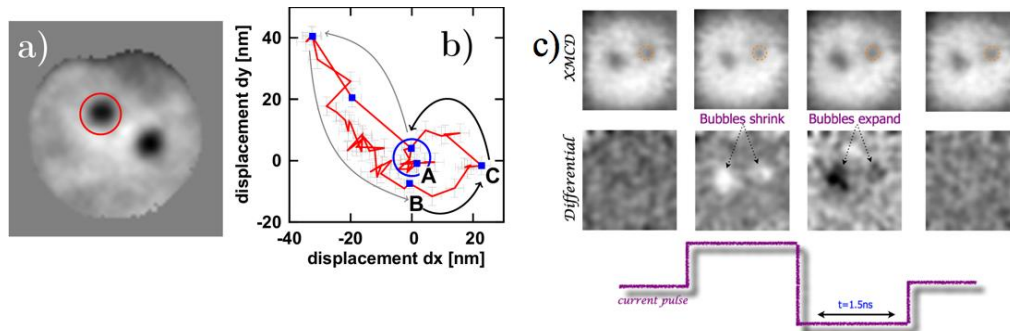 a)
b)
displacement dy [nm]
40
20
0
-20
A
B
C
-40
-20
0
20
displacement dx [nm]
c)
XMCD
Bubbles shrink
Bubbles expand
Differential
current pulse
t=1.5ns